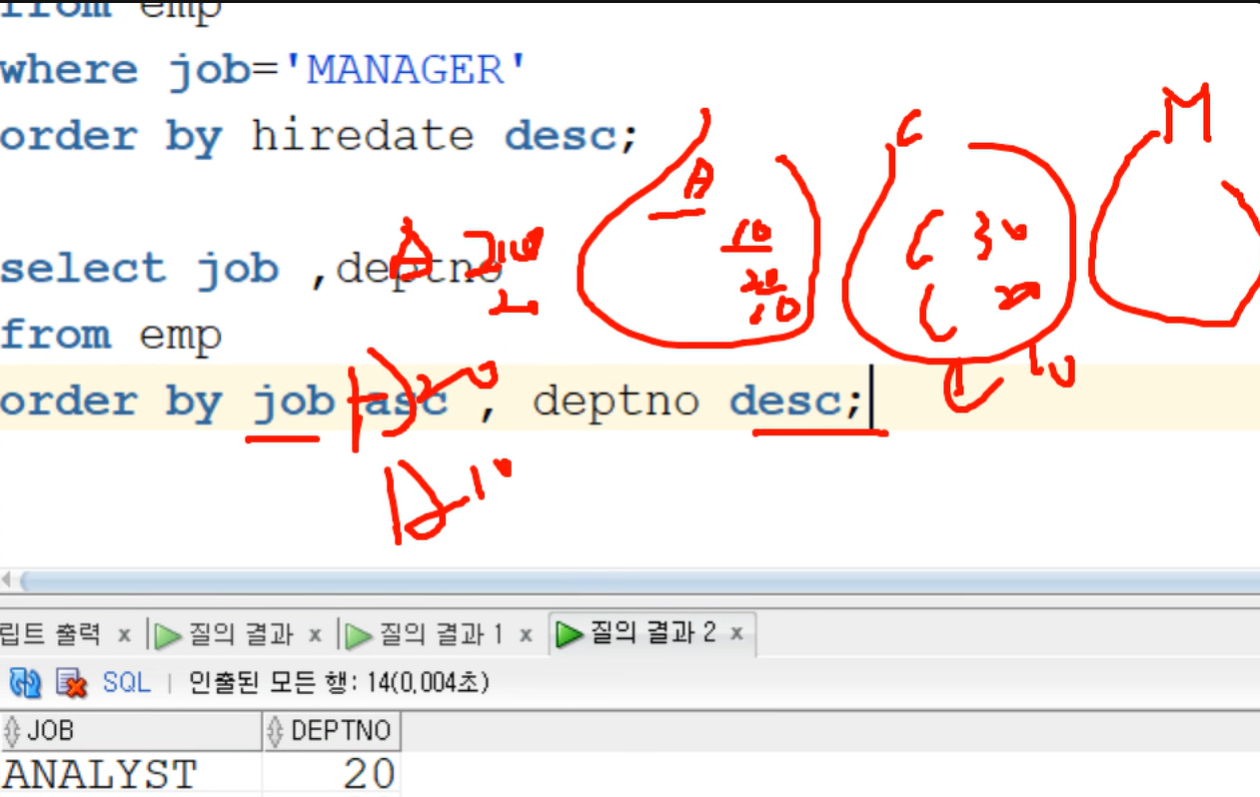 from emp
where job='MANAGER'
order by hiredate desc;
A
C
M
A
10
20
10
C 30
C 20
10
select job ,deptno
from emp
order by job asc , deptno desc;
20
A 10
립트 출력 x 질의 결과 x 질의 결과 1 x 질의 결과 2 x
SQL | 인출된 모든 행: 14(0,004초)
JOB DEPTNO
ANALYST 20